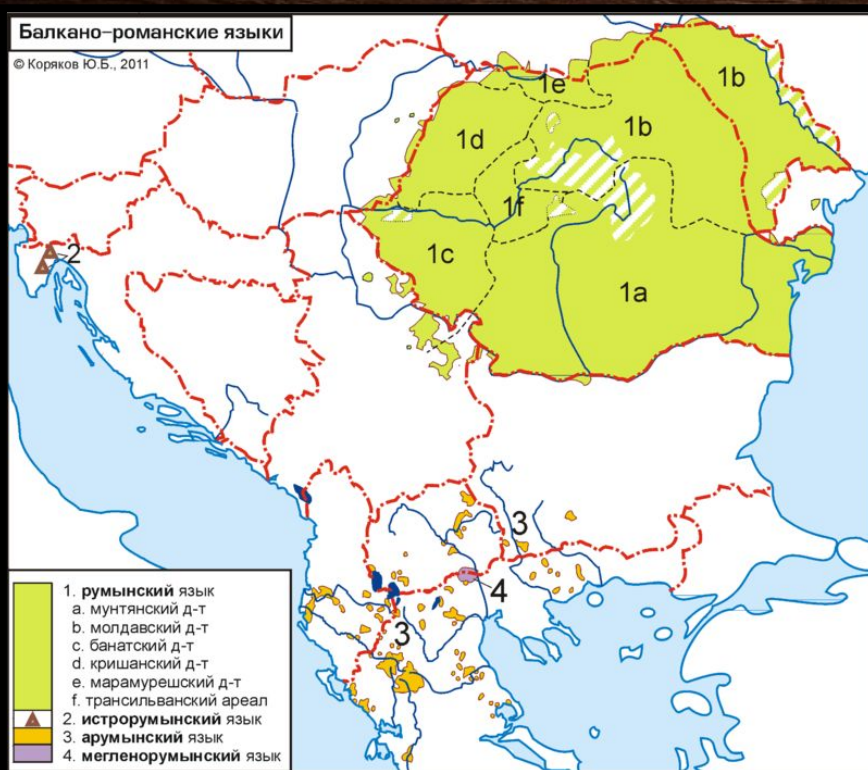 Балкано-романские языки
© Коряков Ю.Б., 2011
1e
1b
1d
1b
1f
2
1c
1a
3
4
3
1. румынский язык
a. мунтянский д-т
b. молдавский д-т
c. банатский д-т
d. кришанский д-т
e. марамурешский д-т
f. трансильванский ареал
2. истрорумынский язык
3. арумынский язык
4. мегленорумынский язык